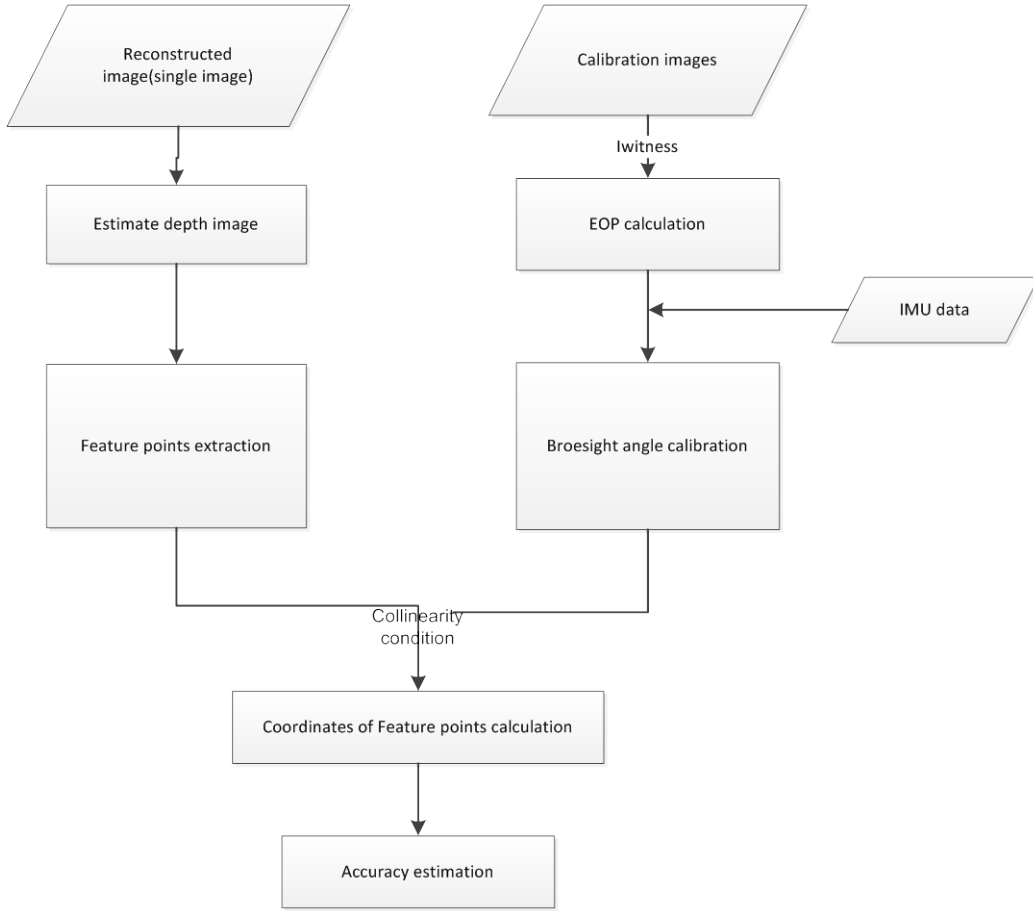 Reconstructed
image(single image)
Calibration images
Iwitness
Estimate depth image
EOP calculation
IMU data
Feature points extraction
Broesight angle calibration
Collinearity
condition
Coordinates of Feature points calculation
Accuracy estimation